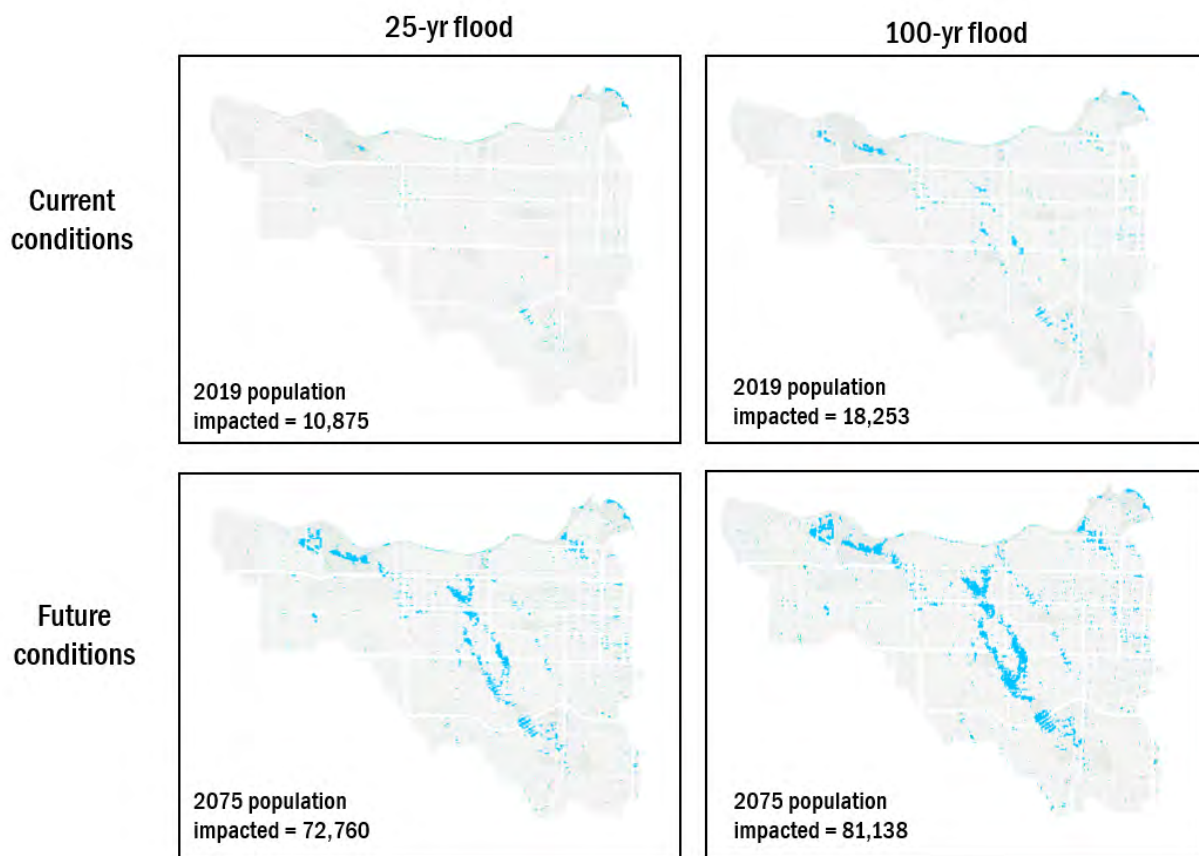 25-yr flood
100-yr flood
Current
conditions
2019 population
impacted = 10,875
2019 population
impacted = 18,253
Future
conditions
2075 population
impacted = 72,760
2075 population
impacted = 81,138